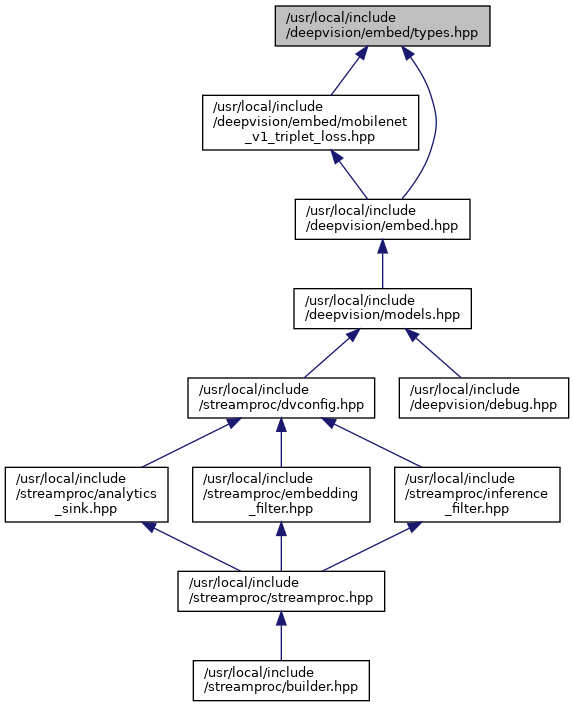 /usr/local/include
/deepvision/embed/types.hpp
/usr/local/include
/deepvision/embed/mobilenet
_v1_triplet_loss.hpp
/usr/local/include
/deepvision/embed.hpp
/usr/local/include
/deepvision/models.hpp
/usr/local/include
/streamproc/dvconfig.hpp
/usr/local/include
/deepvision/debug.hpp
/usr/local/include
/streamproc/analytics
_sink.hpp
/usr/local/include
/streamproc/embedding
_filter.hpp
/usr/local/include
/streamproc/inference
_filter.hpp
/usr/local/include
/streamproc/streamproc.hpp
/usr/local/include
/streamproc/builder.hpp